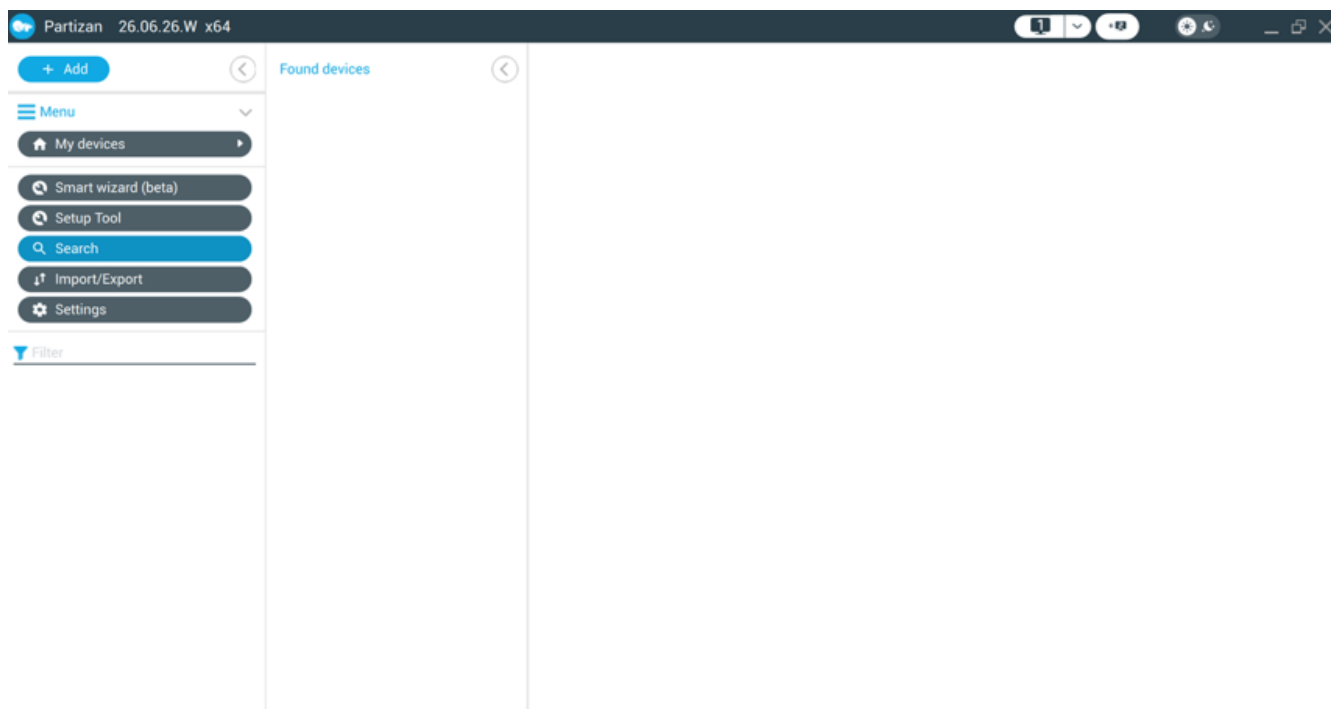 Partizan 26.06.26.W x64
1
+ Add
Found devices
Menu
My devices
Smart wizard (beta)
Setup Tool
Search
Import/Export
Settings
Filter